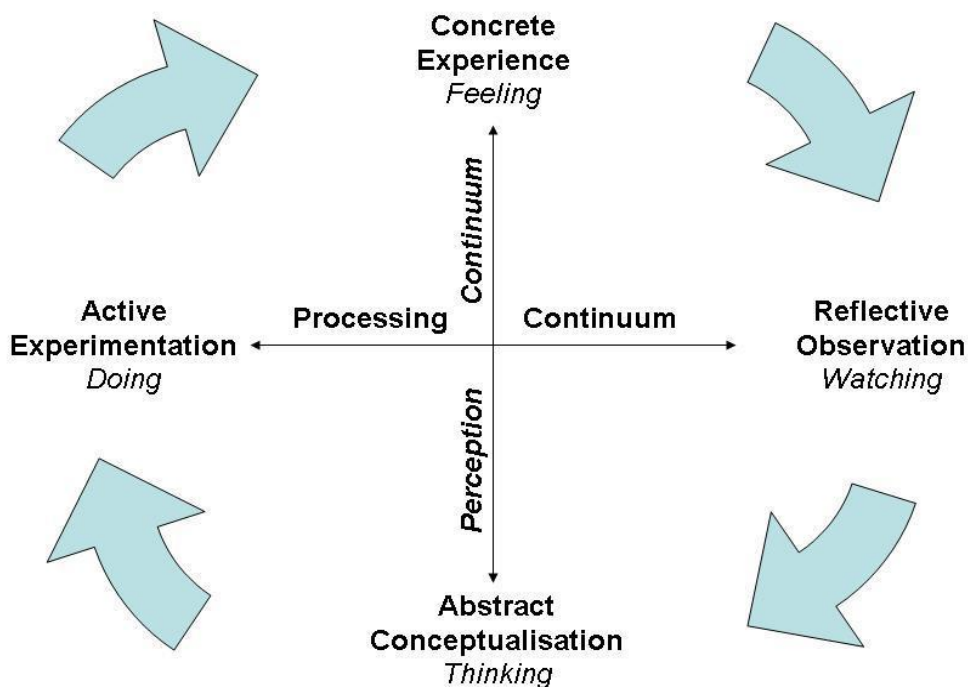 Concrete
Experience
Feeling
Continuum
Processing
Continuum
Active
Experimentation
Doing
Reflective
Observation
Watching
Perception
Abstract
Conceptualisation
Thinking